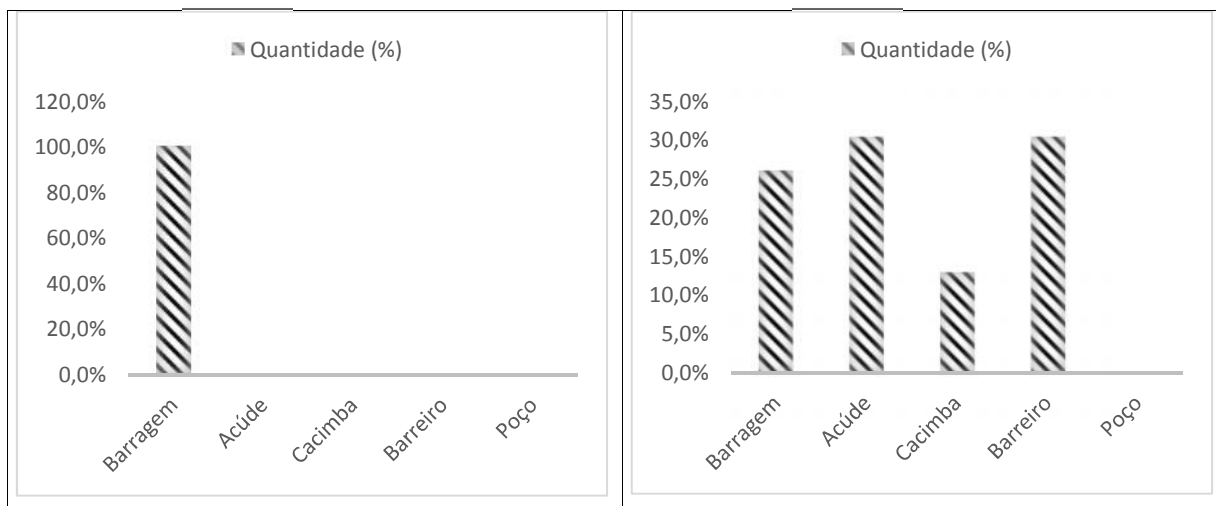 Quantidade (%)
120,0%
100,0%
80,0%
60,0%
40,0%
20,0%
0,0%
Barragem
Acúde
Cacimba
Barreiro
Poço
Quantidade (%)
35,0%
30,0%
25,0%
20,0%
15,0%
10,0%
5,0%
0,0%
Barragem
Acúde
Cacimba
Barreiro
Poço